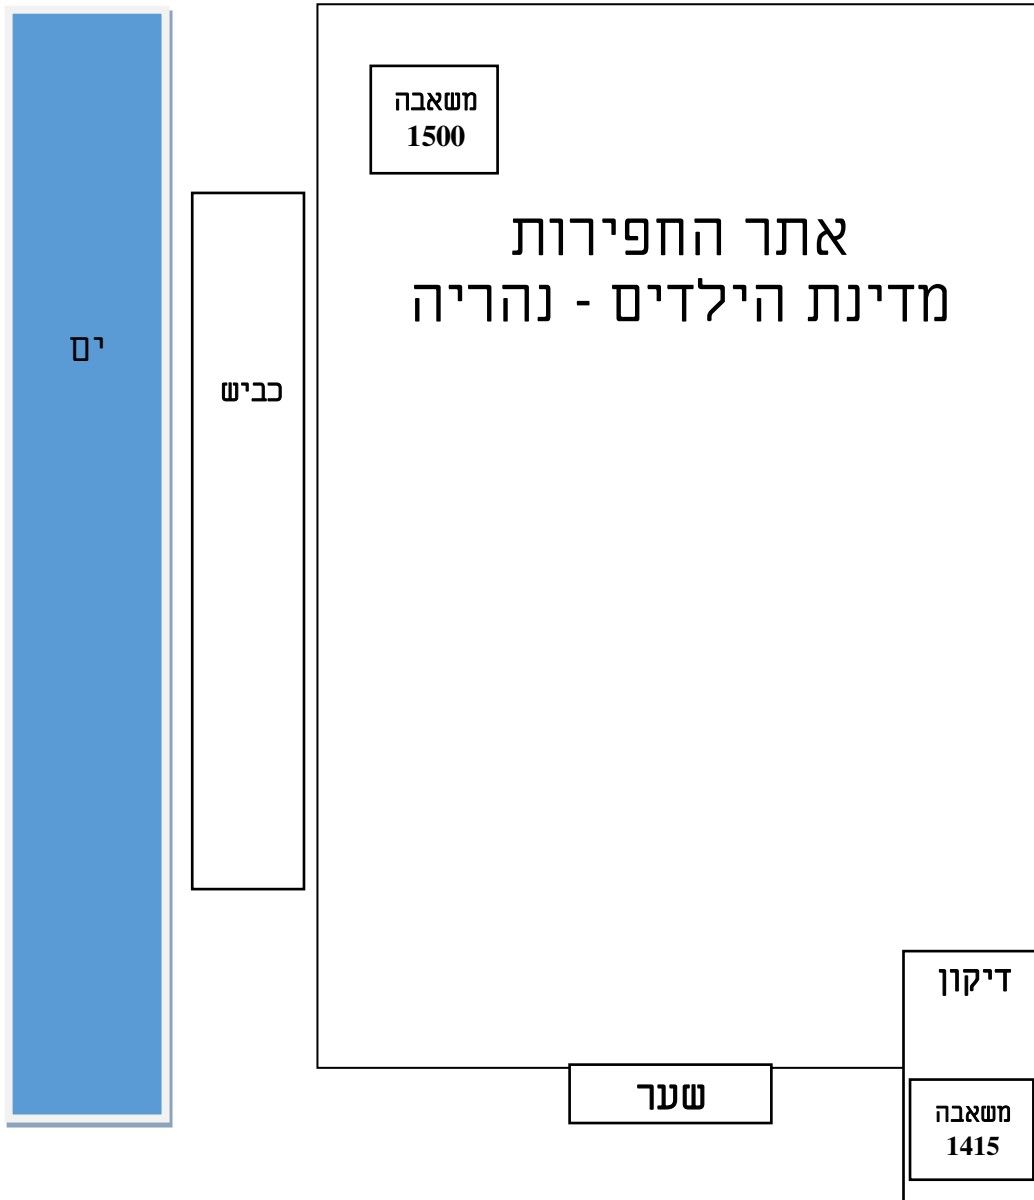 משאבה
1500
אתר החפירות
מדינת הילדים - נהריה
ים
כביש
דיקון
שער
משאבה
1415